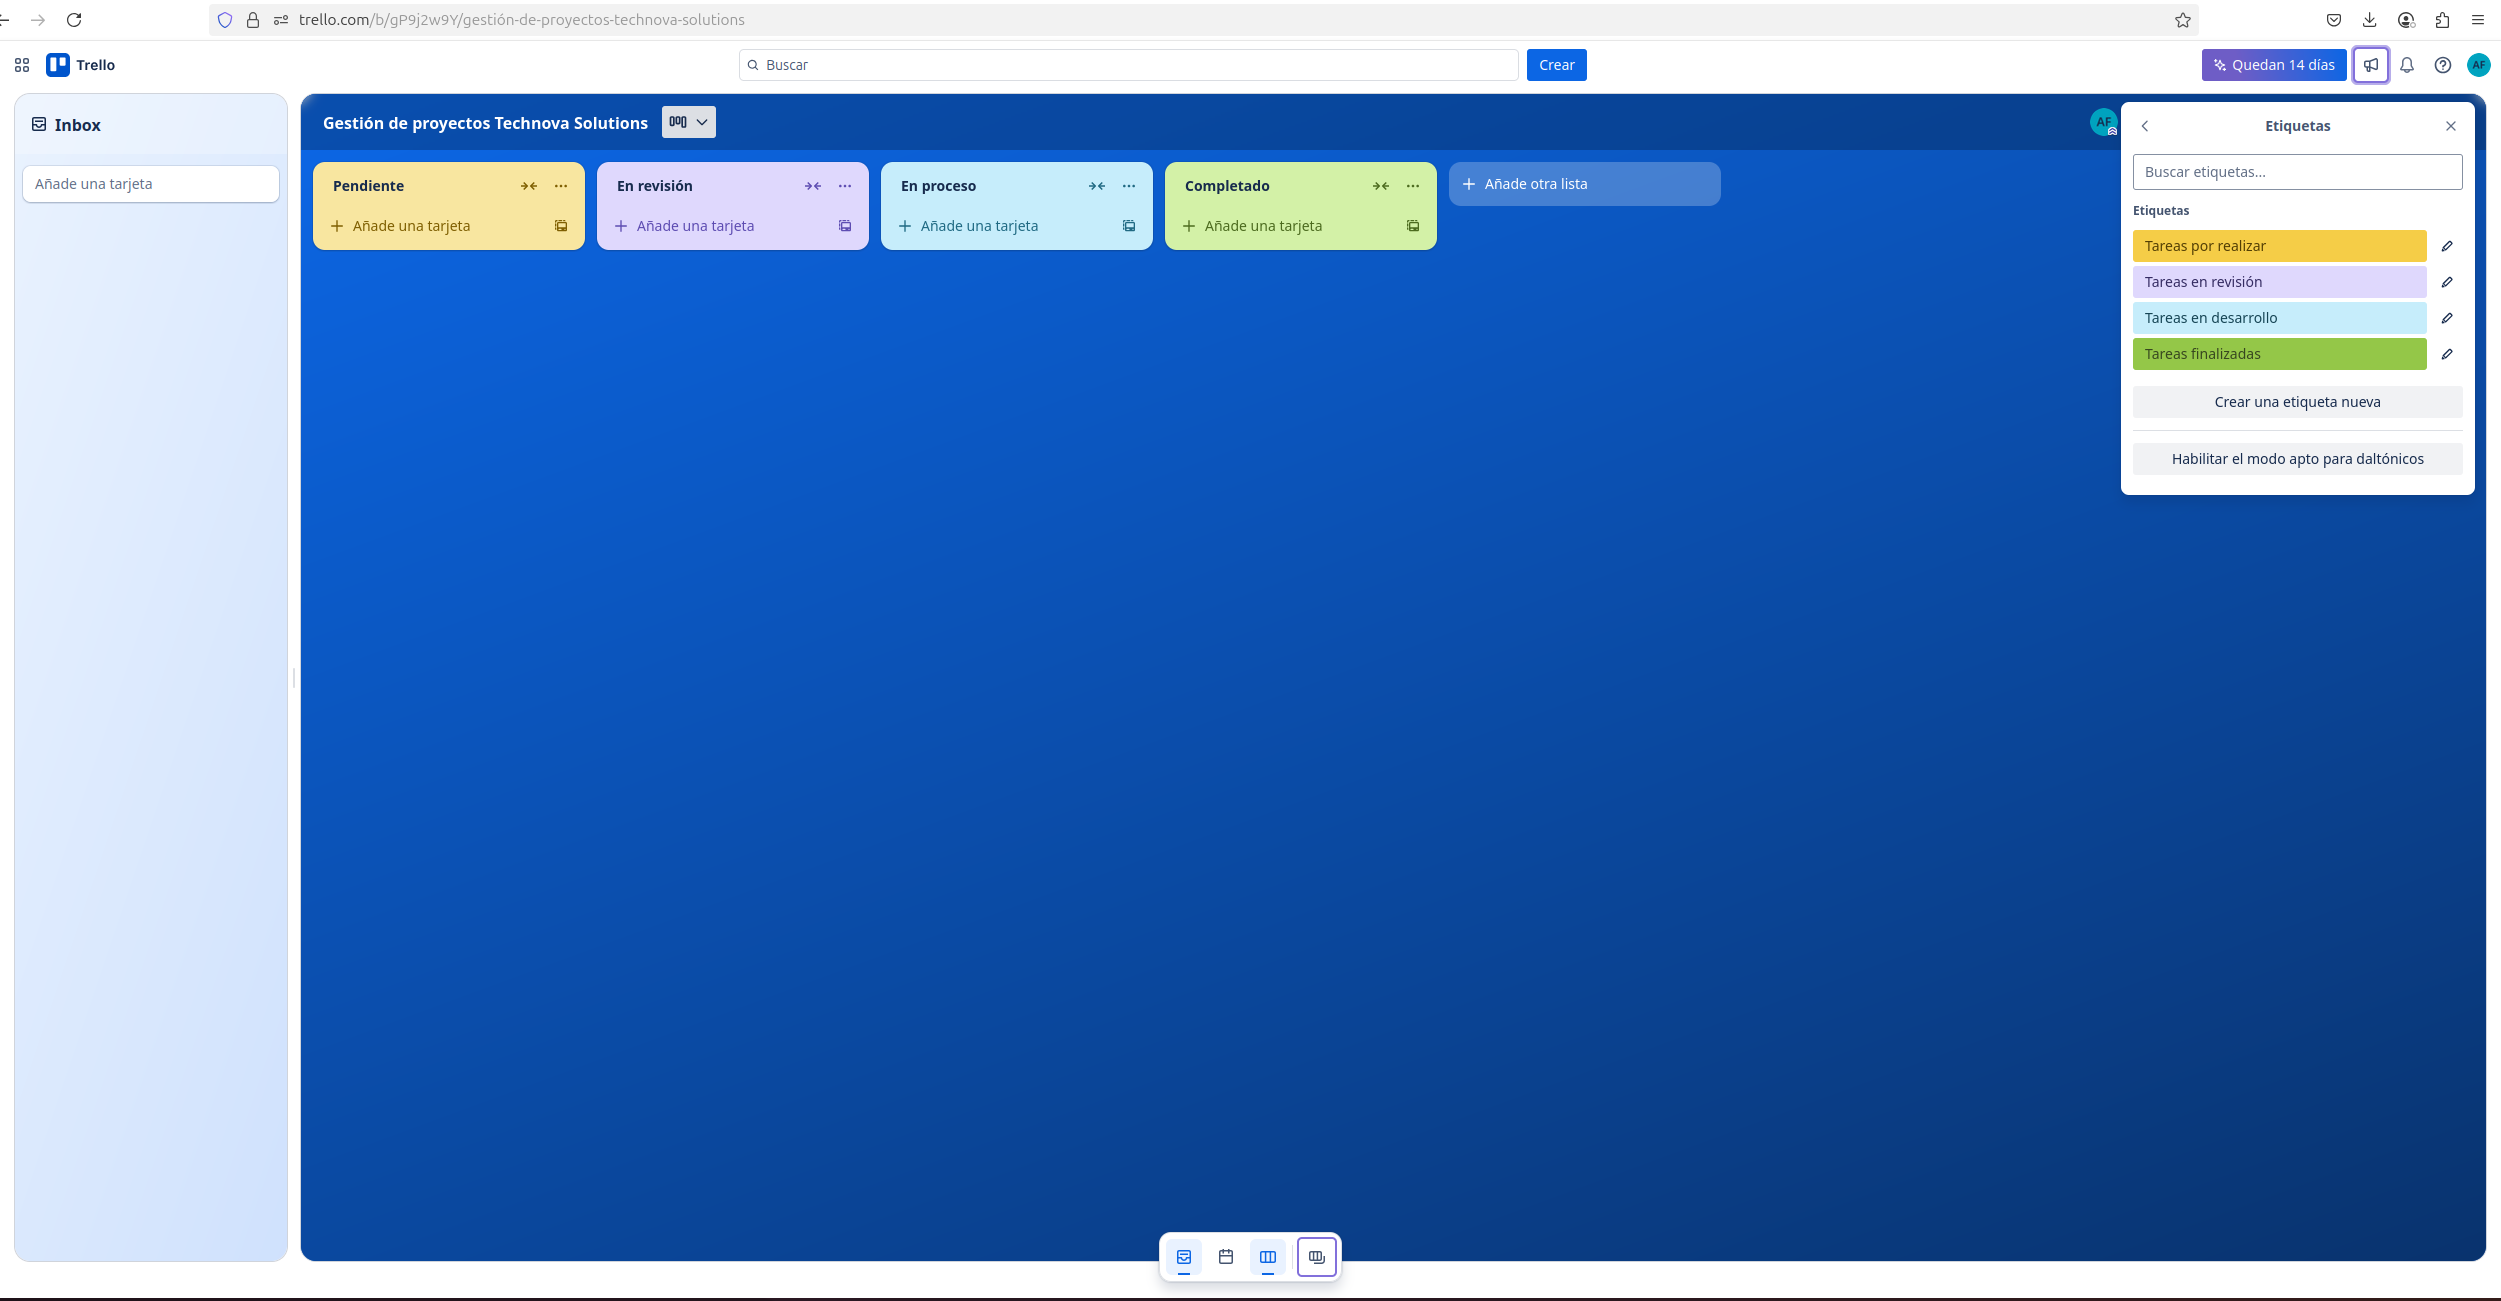 trello.com/b/gP9j2w9Y/gestión-de-proyectos-technova-solutions
Trello
Buscar
Crear
Quedan 14 días
AF
Inbox
Añade una tarjeta
Gestión de proyectos Technova Solutions
AF
Pendiente
Añade una tarjeta
En revisión
Añade una tarjeta
En proceso
Añade una tarjeta
Completado
Añade una tarjeta
Añade otra lista
Etiquetas
Buscar etiquetas...
Etiquetas
Tareas por realizar
Tareas en revisión
Tareas en desarrollo
Tareas finalizadas
Crear una etiqueta nueva
Habilitar el modo apto para daltónicos